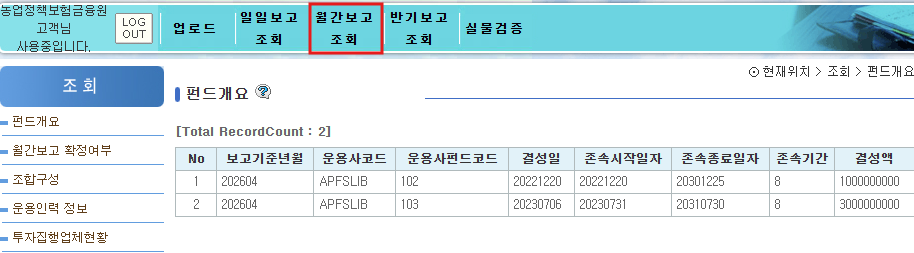 농업정책보험금융원
고객님
사용중입니다.
LOG
OUT
업로드
일일보고
조회
월간보고
조회
반기보고
조회
실물검증
현재위치 > 조회 > 펀드개요
조회
펀드개요
월간보고 확정여부
조합구성
운용인력 정보
투자집행업체현황
펀드개요
[Total RecordCount : 2]
No 보고기준년월 운용사코드 운용사펀드코드 결성일 존속시작일자 존속종료일자 존속기간 결성액
1 202604 APFSLIB 102 20221220 20221220 20301225 8 1000000000
2 202604 APFSLIB 103 20230706 20230731 20310730 8 3000000000